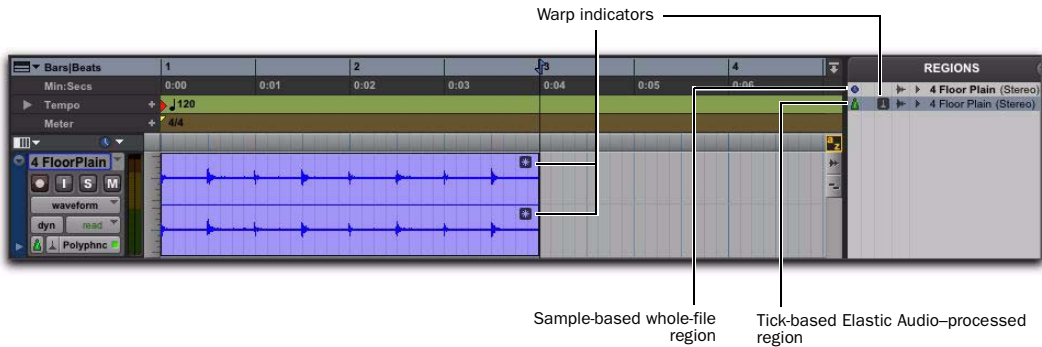 Warp indicators
Bars|Beats 1 2 3 4
Min:Secs 0:00 0:01 0:02 0:03 0:04 0:05 0:06
Tempo + 120
Meter + 4/4
REGIONS
4 Floor Plain (Stereo)
4 Floor Plain (Stereo)
a
z
4 FloorPlain
I S M
waveform
dyn read
Polyphnc
Sample-based whole-file
region
Tick-based Elastic Audio–processed
region